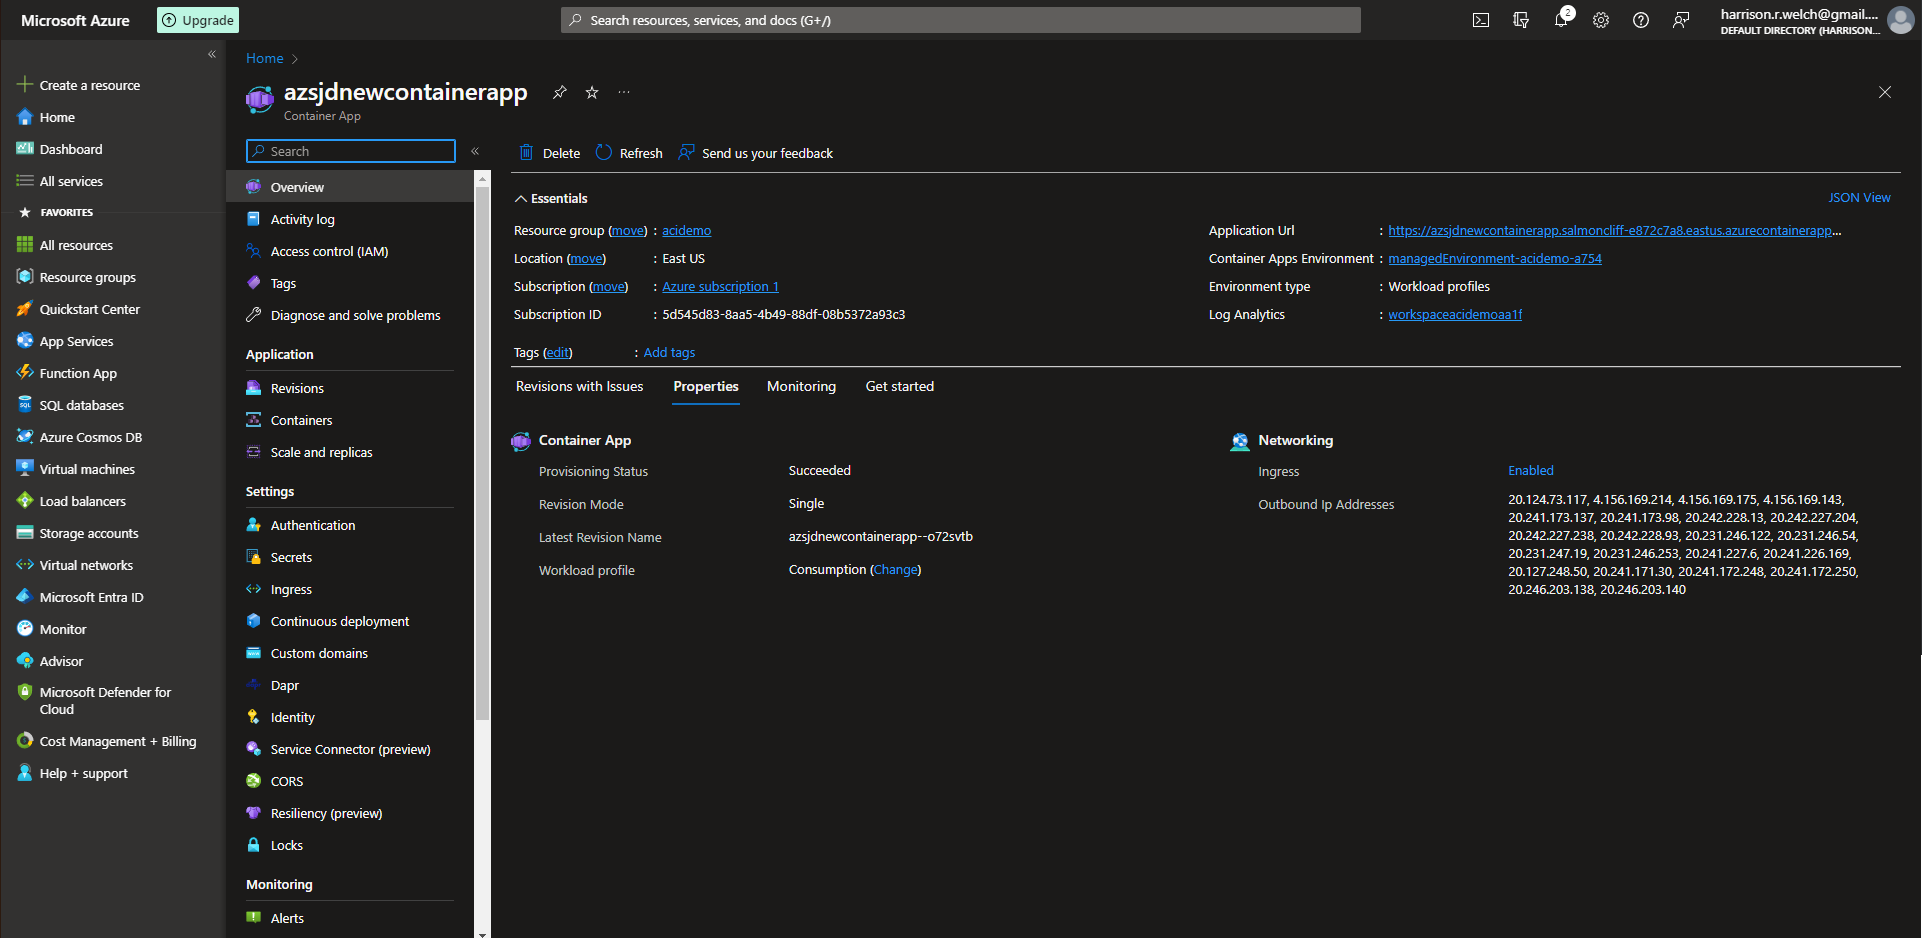 Microsoft Azure
Upgrade
Search resources, services, and docs (G+/)
2
harrison.r.welch@gmail....
DEFAULT DIRECTORY (HARRISON...
«
Create a resource
Home
Dashboard
All services
FAVORITES
All resources
Resource groups
Quickstart Center
App Services
Function App
SQL databases
Azure Cosmos DB
Virtual machines
Load balancers
Storage accounts
Virtual networks
Microsoft Entra ID
Monitor
Advisor
Microsoft Defender for
Cloud
Cost Management + Billing
Help + support
Home >
azsjdnewcontainerapp
...
Container App
Search
«
Overview
Activity log
Access control (IAM)
Tags
Diagnose and solve problems
Application
Revisions
Containers
Scale and replicas
Settings
Authentication
Secrets
Ingress
Continuous deployment
Custom domains
Dapr
Identity
Service Connector (preview)
CORS
Resiliency (preview)
Locks
Monitoring
Alerts
Delete
Refresh
Send us your feedback
Essentials
JSON View
Resource group (move) : acidemo
Location (move) : East US
Subscription (move) : Azure subscription 1
Subscription ID : 5d545d83-8aa5-4b49-88df-08b5372a93c3
Application Url : https://azsjdnewcontainerapp.salmoncliff-e872c7a8.eastus.azurecontainerapp...
Container Apps Environment : managedEnvironment-acidemo-a754
Environment type : Workload profiles
Log Analytics : workspaceacidemoaa1f
Tags (edit) : Add tags
Revisions with Issues
Properties
Monitoring
Get started
Container App
Provisioning Status Succeeded
Revision Mode Single
Latest Revision Name azsjdnewcontainerapp--o72svtb
Workload profile Consumption (Change)
Networking
Ingress Enabled
Outbound Ip Addresses
20.124.73.117, 4.156.169.214, 4.156.169.175, 4.156.169.143,
20.241.173.137, 20.241.173.98, 20.242.228.13, 20.242.227.204,
20.242.227.238, 20.242.228.93, 20.231.246.122, 20.231.246.54,
20.231.247.19, 20.231.246.253, 20.241.227.6, 20.241.226.169,
20.127.248.50, 20.241.171.30, 20.241.172.248, 20.241.172.250,
20.246.203.138, 20.246.203.140